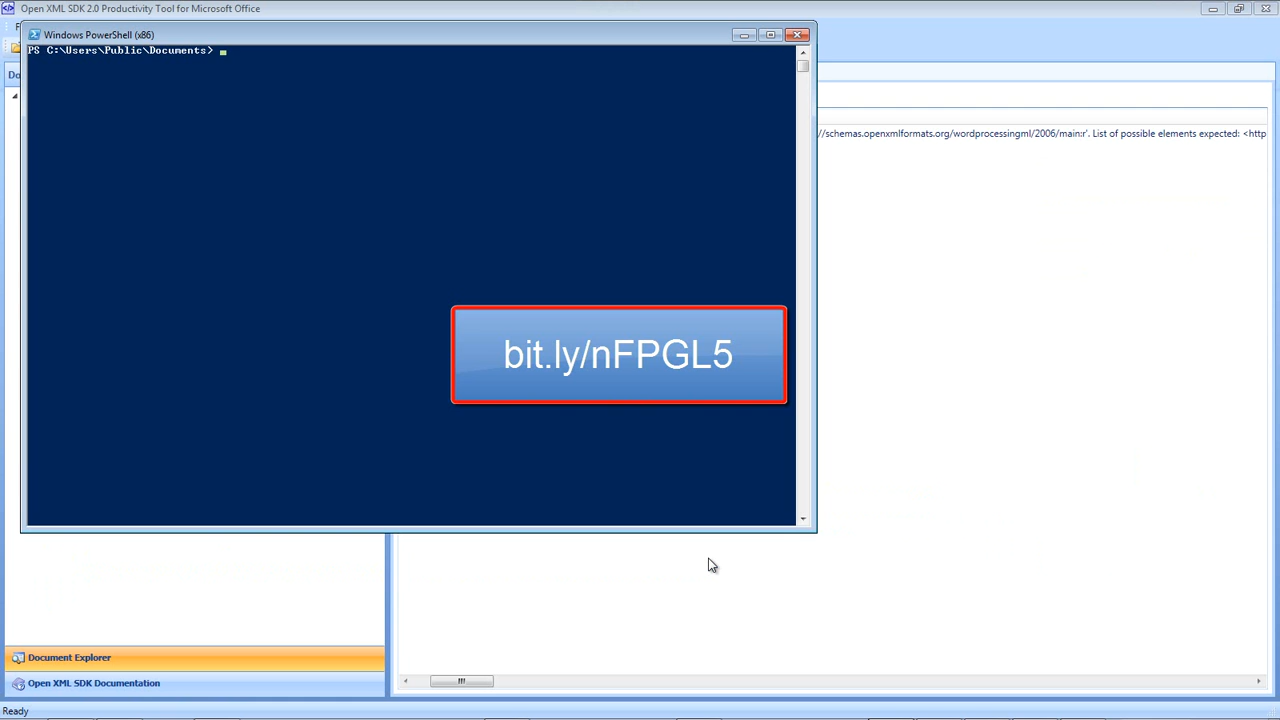 Open XML SDK 2.0 Productivity Tool for Microsoft Office
Windows PowerShell (x86)
PS C:\Users\Public\Documents>
Do
//schemas.openxmlformats.org/wordprocessingml/2006/main:r'. List of possible elements expected: <http
bit.ly/nFPGL5
Document Explorer
Open XML SDK Documentation
Ready